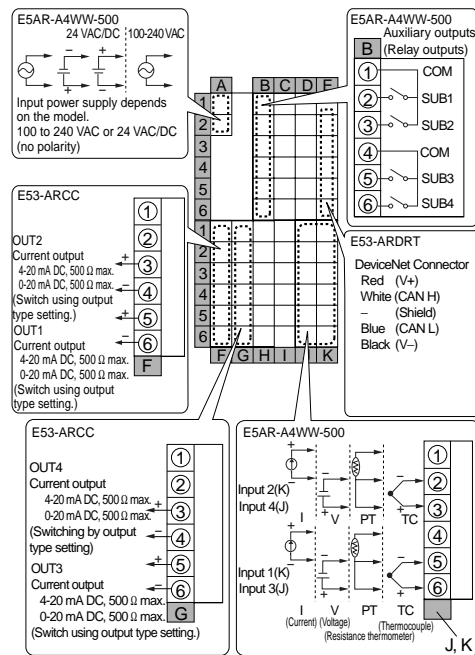 E5AR-A4WW-500
24 VAC/DC 100-240 VAC
Input power supply depends
on the model.
100 to 240 VAC or 24 VAC/DC
(no polarity)
E5AR-A4WW-500
Auxiliary outputs
(Relay outputs)
B
1 COM
2 SUB1
3 SUB2
4 COM
5 SUB3
6 SUB4
A B C D E
1
2
3
4
5
6
1
2
3
4
5
6
F G H I J K
E53-ARCC
1
2
OUT2
Current output
4-20 mA DC, 500 Ω max. + 3
0-20 mA DC, 500 Ω max. − 4
(Switch using output
type setting.) + 5
OUT1
Current output − 6
4-20 mA DC, 500 Ω max.
0-20 mA DC, 500 Ω max.
(Switch using output
type setting.)
F
E53-ARDRT
DeviceNet Connector
Red (V+)
White (CAN H)
– (Shield)
Blue (CAN L)
Black (V–)
E53-ARCC
1
OUT4
Current output 2
4-20 mA DC, 500 Ω max. + 3
0-20 mA DC, 500 Ω max.
(Switching by output − 4
type setting)
OUT3 + 5
Current output − 6
4-20 mA DC, 500 Ω max.
0-20 mA DC, 500 Ω max. G
(Switch using output type setting.)
E5AR-A4WW-500
1
2
3
4
5
6
Input 2(K)
Input 4(J)
I V PT TC
Input 1(K)
Input 3(J)
I V PT TC
(Current) (Voltage) (Thermocouple)
(Resistance thermometer)
J, K